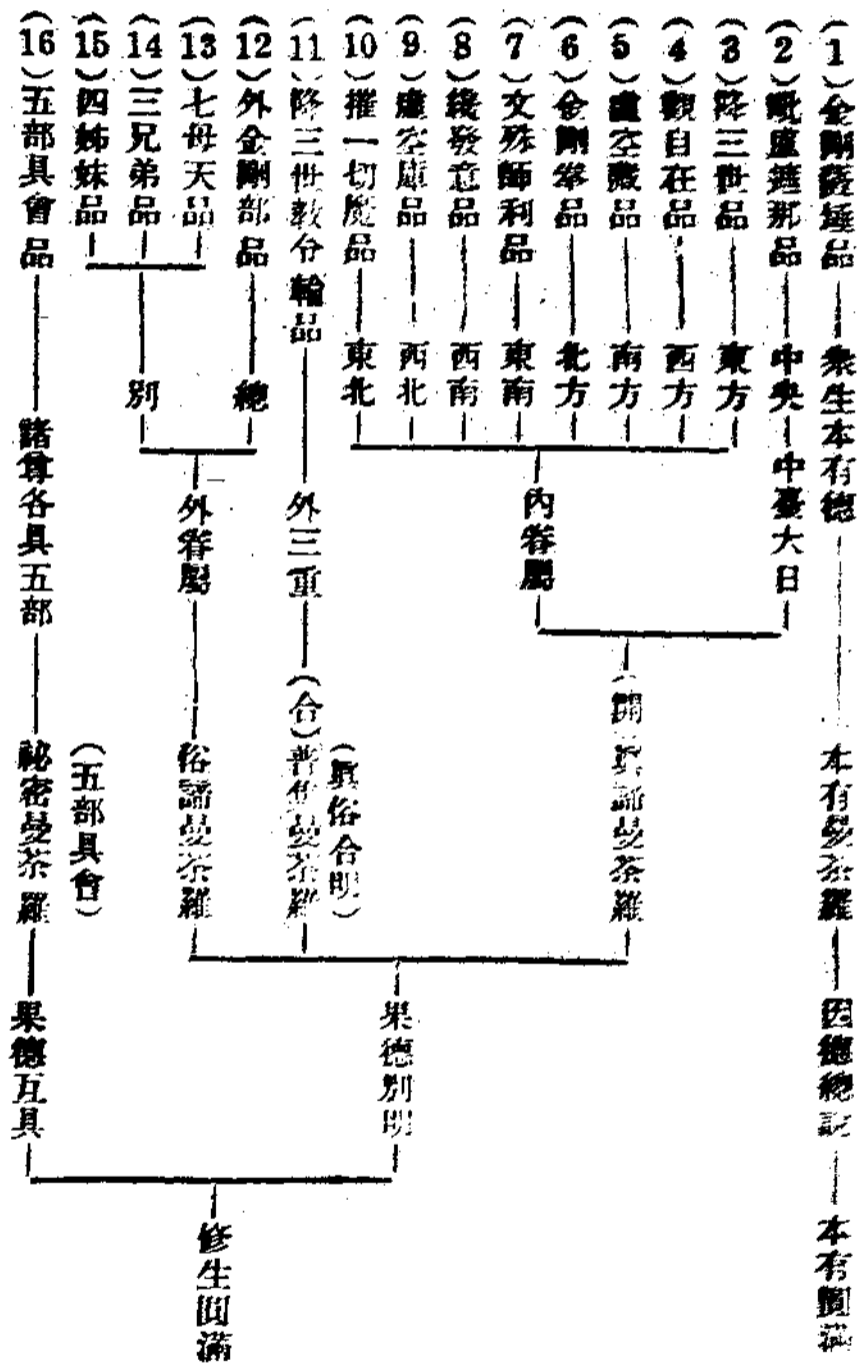 (1)金剛薩埵品 衆生本有德 本有曼荼羅 因德總說 本有圓滿
(2)毗盧遮那品 中央 中臺大日
(3)降三世品 東方
(4)觀自在品 西方
(5)虛空藏品 南方
(6)金剛拳品 北方
(7)文殊師利品 東南
(8)纔發意品 西南
(9)虛空庫品 西北
(10)摧一切魔品 東北
內眷屬
(開)眞諦曼荼羅
(11)降三世敎令輪品 外三重 (合)普集曼荼羅
(眞俗合明)
(12)外金剛部品 總
(13)七母天品
(14)三兄弟品 別
(15)四姊妹品
外眷屬 俗諦曼荼羅
果德別明
(16)五部具會品 諸尊各具五部 祕密曼荼羅 果德互具
(五部具會)
修生圓滿